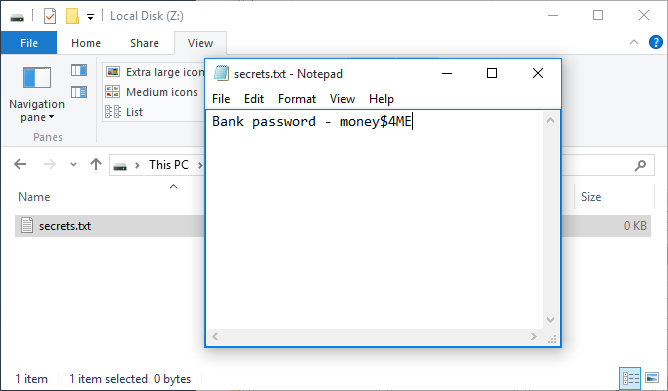 Local Disk (Z:)
File Home Share View
Navigation pane
Extra large icons
Medium icons
List
Panes
This PC
Name Size
secrets.txt 0 KB
secrets.txt - Notepad
File Edit Format View Help
Bank password - money$4ME
1 item 1 item selected 0 bytes